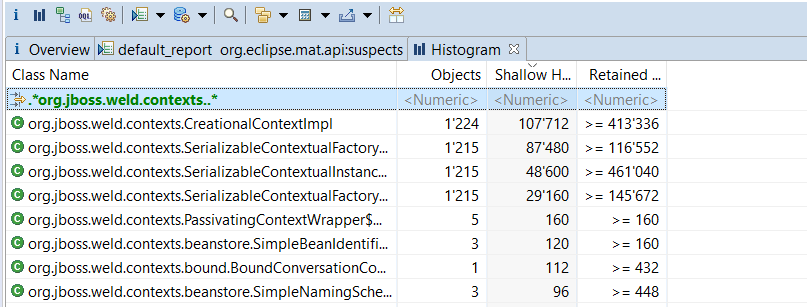 i OQL
i Overview default_report org.eclipse.mat.api:suspects Histogram
Class Name Objects Shallow H... Retained ...
.*org.jboss.weld.contexts..* <Numeric> <Numeric> <Numeric>
org.jboss.weld.contexts.CreationalContextImpl 1'224 107'712 >= 413'336
org.jboss.weld.contexts.SerializableContextualFactory... 1'215 87'480 >= 116'552
org.jboss.weld.contexts.SerializableContextualInstanc... 1'215 48'600 >= 461'040
org.jboss.weld.contexts.SerializableContextualFactory... 1'215 29'160 >= 145'672
org.jboss.weld.contexts.PassivatingContextWrapper$... 5 160 >= 160
org.jboss.weld.contexts.beanstore.SimpleBeanIdentifi... 3 120 >= 160
org.jboss.weld.contexts.bound.BoundConversationCo... 1 112 >= 432
org.jboss.weld.contexts.beanstore.SimpleNamingSche... 3 96 >= 448